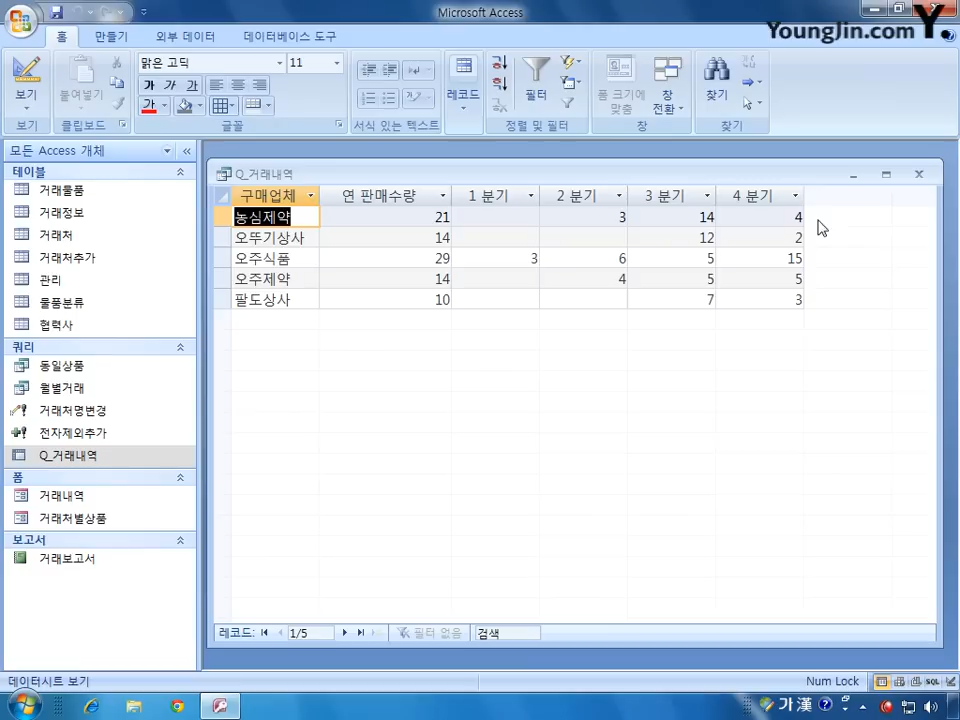 Microsoft Access
YoungJin.com Y.
홈 만들기 외부 데이터 데이터베이스 도구
맑은 고딕 11
보기 붙여넣기 가 가 가 가 레코드 필터 폼 크기에 맞춤 창 전환 찾기
보기 클립보드 글꼴 서식 있는 텍스트 정렬 및 필터 창 찾기
모든 Access 개체
테이블
거래물품
거래정보
거래처
거래처추가
관리
물품분류
협력사
쿼리
동일상품
월별거래
거래처명변경
전자제외추가
Q_거래내역
폼
거래내역
거래처별상품
보고서
거래보고서
Q_거래내역
구매업체 연 판매수량 1 분기 2 분기 3 분기 4 분기
농심제약 21 3 14 4
오뚜기상사 14 12 2
오주식품 29 3 6 5 15
오주제약 14 4 5 5
팔도상사 10 7 3
레코드: 1/5 필터 없음 검색
데이터시트 보기 Num Lock SQL
가 漢